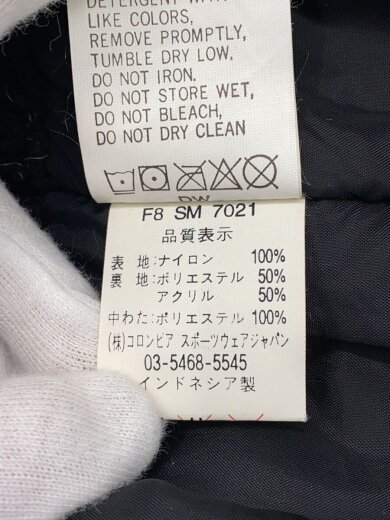 DETERGENT WITH
LIKE COLORS,
REMOVE PROMPTLY,
TUMBLE DRY LOW.
DO NOT IRON.
DO NOT STORE WET,
DO NOT BLEACH,
DO NOT DRY CLEAN
F8 SM 7021
品質表示
表 地:ナイロン 100%
裏 地:ポリエステル 50%
アクリル 50%
中わた:ポリエステル 100%
(株)コロンビア スポーツウェアジャパン
03-5468-5545
インドネシア製